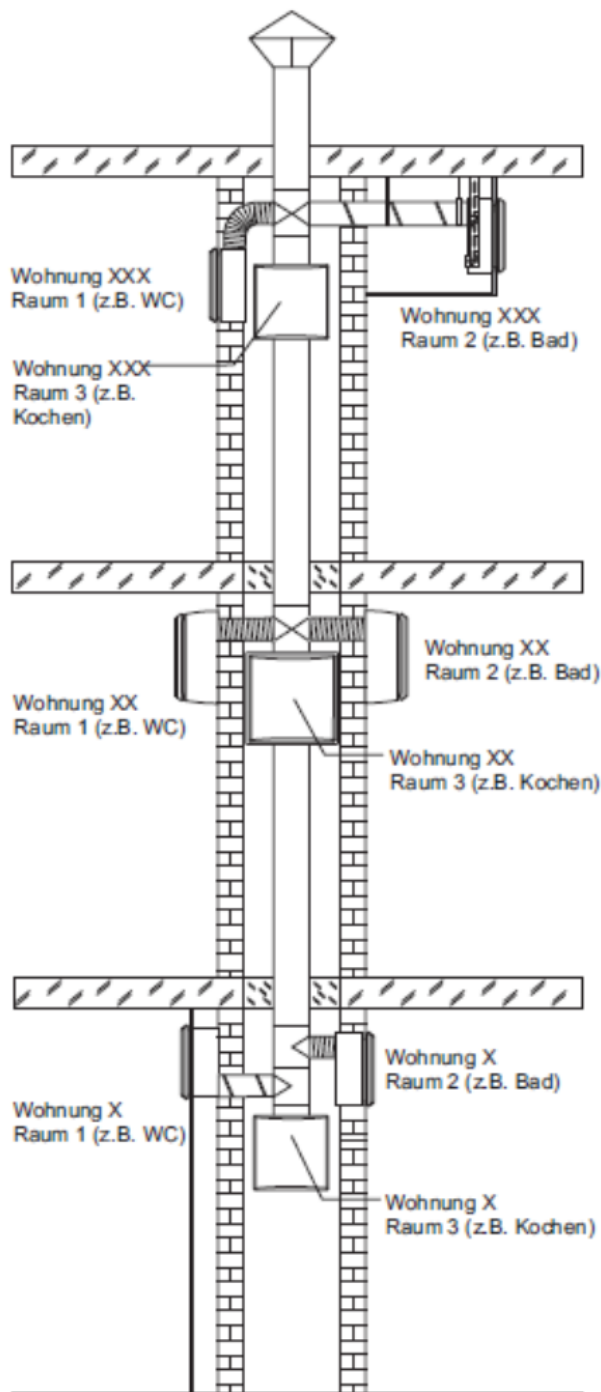 Wohnung XXX
Raum 1 (z.B. WC)
Wohnung XXX
Raum 2 (z.B. Bad)
Wohnung XXX
Raum 3 (z.B.
Kochen)
Wohnung XX
Raum 2 (z.B. Bad)
Wohnung XX
Raum 1 (z.B. WC)
Wohnung XX
Raum 3 (z.B. Kochen)
Wohnung X
Raum 2 (z.B. Bad)
Wohnung X
Raum 1 (z.B. WC)
Wohnung X
Raum 3 (z.B. Kochen)